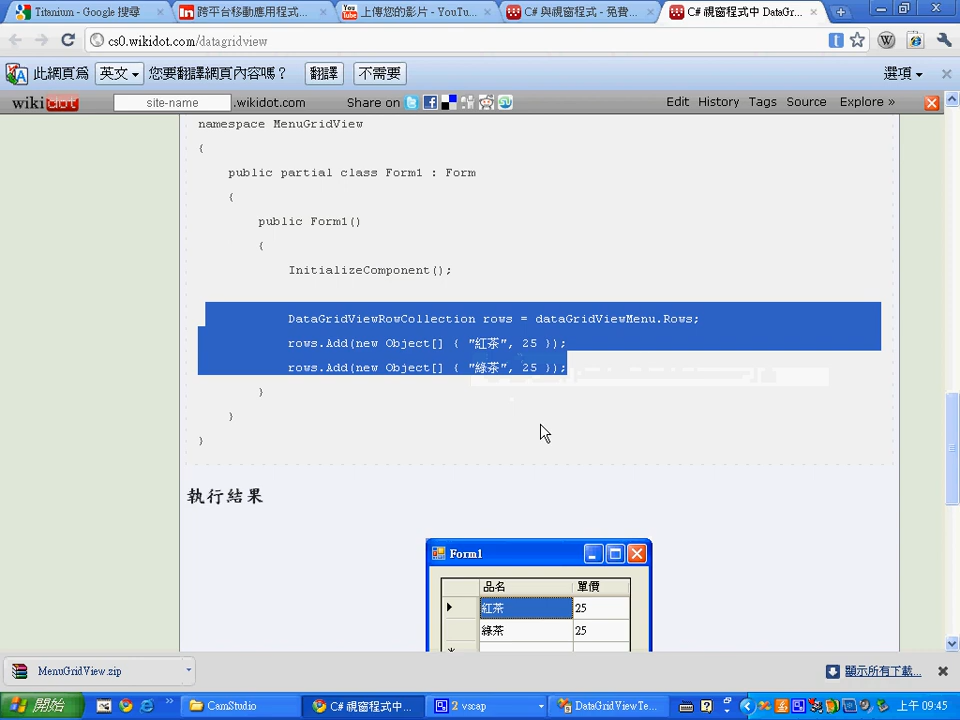 Titanium - Google 搜尋
跨平台移動應用程式...
上傳您的影片 - YouTu...
C# 與視窗程式 - 免費...
C# 視窗程式中 DataGr...
cs0.wikidot.com/datagridview
此網頁為 英文 您要翻譯網頁內容嗎？ 翻譯 不需要 選項
wikidot site-name .wikidot.com Share on Edit History Tags Source Explore »
namespace MenuGridView
{
public partial class Form1 : Form
{
public Form1()
{
InitializeComponent();
DataGridViewRowCollection rows = dataGridViewMenu.Rows;
rows.Add(new Object[] { "紅茶", 25 });
rows.Add(new Object[] { "綠茶", 25 });
}
}
}
執行結果
Form1
品名 單價
紅茶 25
綠茶 25
MenuGridView.zip 顯示所有下載...
開始 CamStudio C# 視窗程式中... 2 vscap DataGridViewTe... 上午 09:45